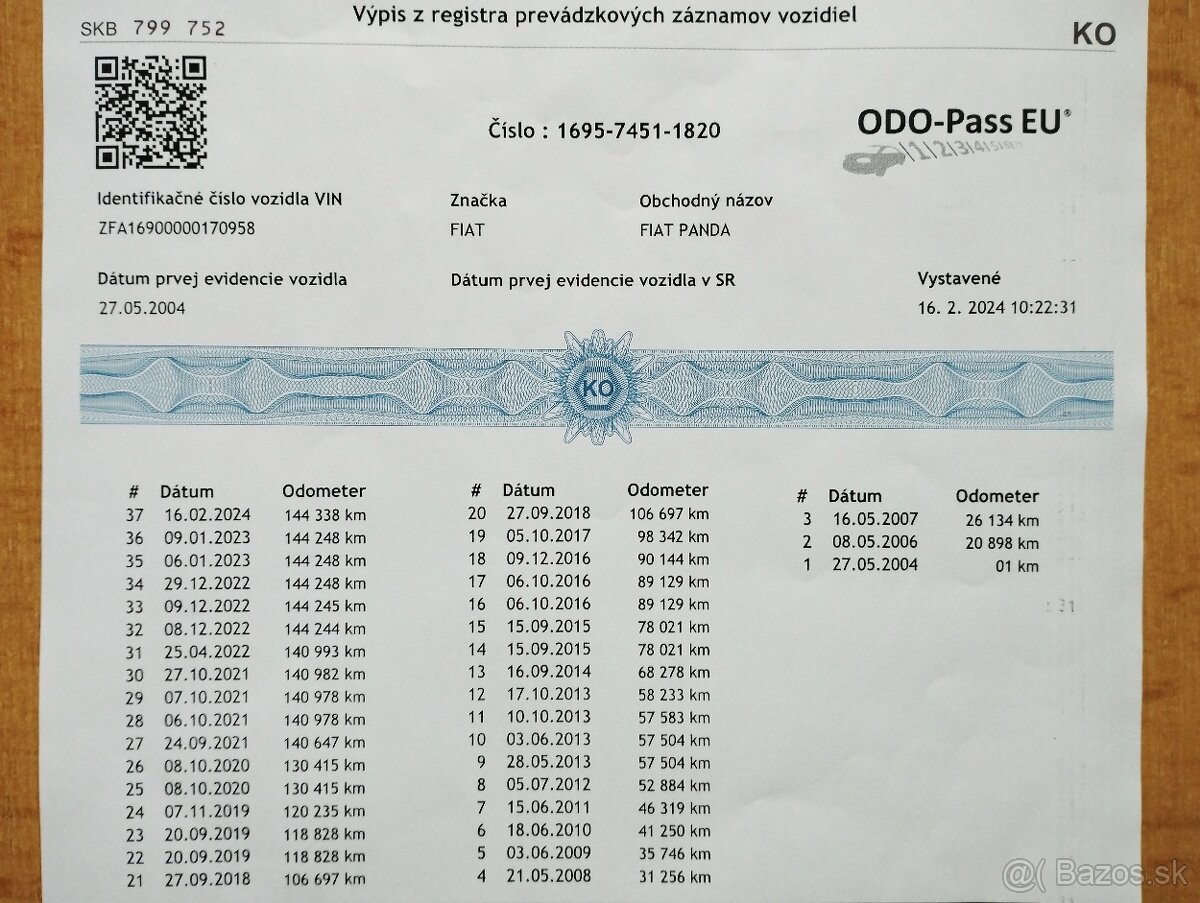 Výpis z registra prevádzkových záznamov vozidiel
SKB 799 752
KO
Číslo : 1695-7451-1820
ODO-Pass EU®
Identifikačné číslo vozidla VIN
Značka
Obchodný názov
ZFA16900000170958
FIAT
FIAT PANDA
Dátum prvej evidencie vozidla
Dátum prvej evidencie vozidla v SR
Vystavené
27.05.2004
16. 2. 2024 10:22:31
KO
# Dátum Odometer
37 16.02.2024 144 338 km
36 09.01.2023 144 248 km
35 06.01.2023 144 248 km
34 29.12.2022 144 248 km
33 09.12.2022 144 245 km
32 08.12.2022 144 244 km
31 25.04.2022 140 993 km
30 27.10.2021 140 982 km
29 07.10.2021 140 978 km
28 06.10.2021 140 978 km
27 24.09.2021 140 647 km
26 08.10.2020 130 415 km
25 08.10.2020 130 415 km
24 07.11.2019 120 235 km
23 20.09.2019 118 828 km
22 20.09.2019 118 828 km
21 27.09.2018 106 697 km
# Dátum Odometer
20 27.09.2018 106 697 km
19 05.10.2017 98 342 km
18 09.12.2016 90 144 km
17 06.10.2016 89 129 km
16 06.10.2016 89 129 km
15 15.09.2015 78 021 km
14 15.09.2015 78 021 km
13 16.09.2014 68 278 km
12 17.10.2013 58 233 km
11 10.10.2013 57 583 km
10 03.06.2013 57 504 km
9 28.05.2013 57 504 km
8 05.07.2012 52 884 km
7 15.06.2011 46 319 km
6 18.06.2010 41 250 km
5 03.06.2009 35 746 km
4 21.05.2008 31 256 km
# Dátum Odometer
3 16.05.2007 26 134 km
2 08.05.2006 20 898 km
1 27.05.2004 01 km
: 31
@( Bazos.sk